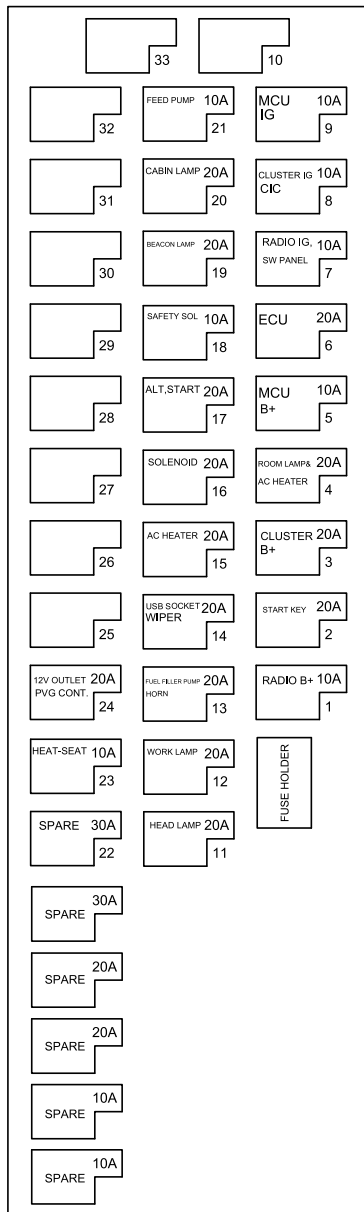 33
10
32
FEED PUMP 10A
21
MCU 10A
IG
9
31
CABIN LAMP 20A
20
CLUSTER IG 10A
CIC
8
30
BEACON LAMP 20A
19
RADIO IG, 10A
SW PANEL
7
29
SAFETY SOL 10A
18
ECU 20A
6
28
ALT,START 20A
17
MCU 10A
B+
5
27
SOLENOID 20A
16
ROOM LAMP& 20A
AC HEATER
4
26
AC HEATER 20A
15
CLUSTER 20A
B+
3
25
USB SOCKET 20A
WIPER
14
START KEY 20A
2
12V OUTLET 20A
PVG CONT.
24
FUEL FILLER PUMP 20A
HORN
13
RADIO B+ 10A
1
HEAT-SEAT 10A
23
WORK LAMP 20A
12
FUSE HOLDER
SPARE 30A
22
HEAD LAMP 20A
11
30A
SPARE
20A
SPARE
20A
SPARE
10A
SPARE
10A
SPARE